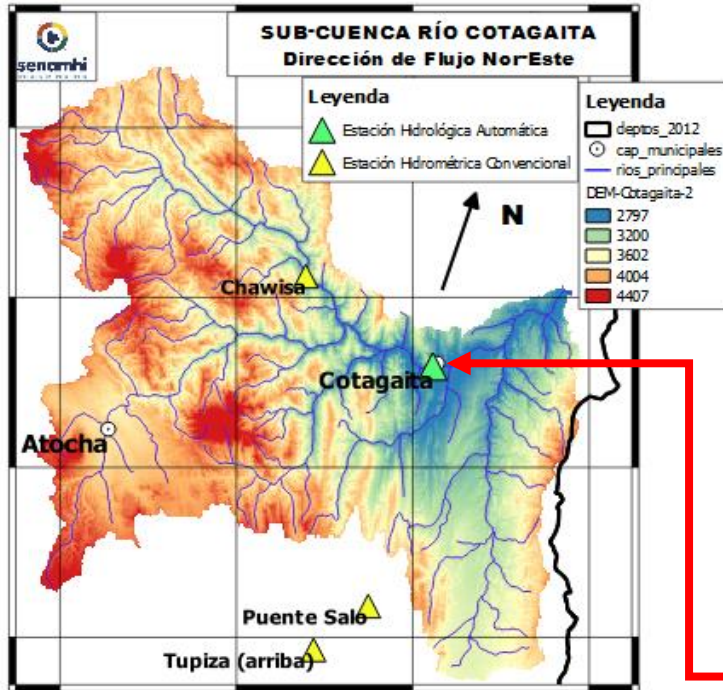 senamhi
SUB-CUENCA RÍO COTAGAITA
Dirección de Flujo Nor-Este
Leyenda
Estación Hidrológica Automática
Estación Hidrométrica Convencional
Leyenda
deptos_2012
cap_municipales
rios_principales
DEM-Cotagaita-2
2797
3200
3602
4004
4407
N
Chawisa
Cotagaita
Atocha
Puente Salo
Tupiza (arriba)